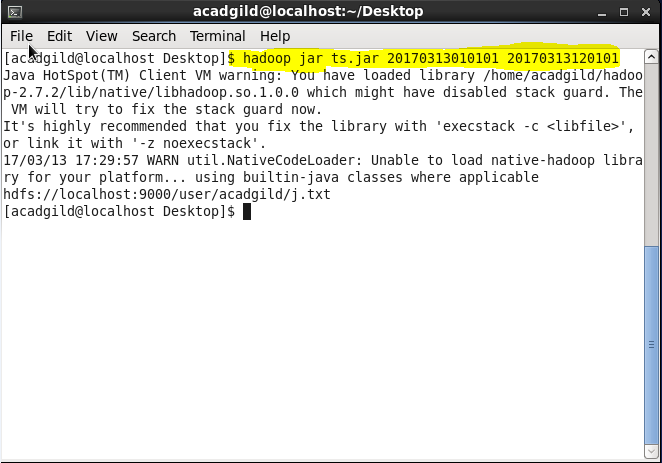 acadgild@localhost:~/Desktop
File Edit View Search Terminal Help
[acadgild@localhost Desktop]$ hadoop jar ts.jar 20170313010101 20170313120101
Java HotSpot(TM) Client VM warning: You have loaded library /home/acadgild/hadoo
p-2.7.2/lib/native/libhadoop.so.1.0.0 which might have disabled stack guard. The
 VM will try to fix the stack guard now.
It's highly recommended that you fix the library with 'execstack -c <libfile>',
or link it with '-z noexecstack'.
17/03/13 17:29:57 WARN util.NativeCodeLoader: Unable to load native-hadoop libra
ry for your platform... using builtin-java classes where applicable
hdfs://localhost:9000/user/acadgild/j.txt
[acadgild@localhost Desktop]$